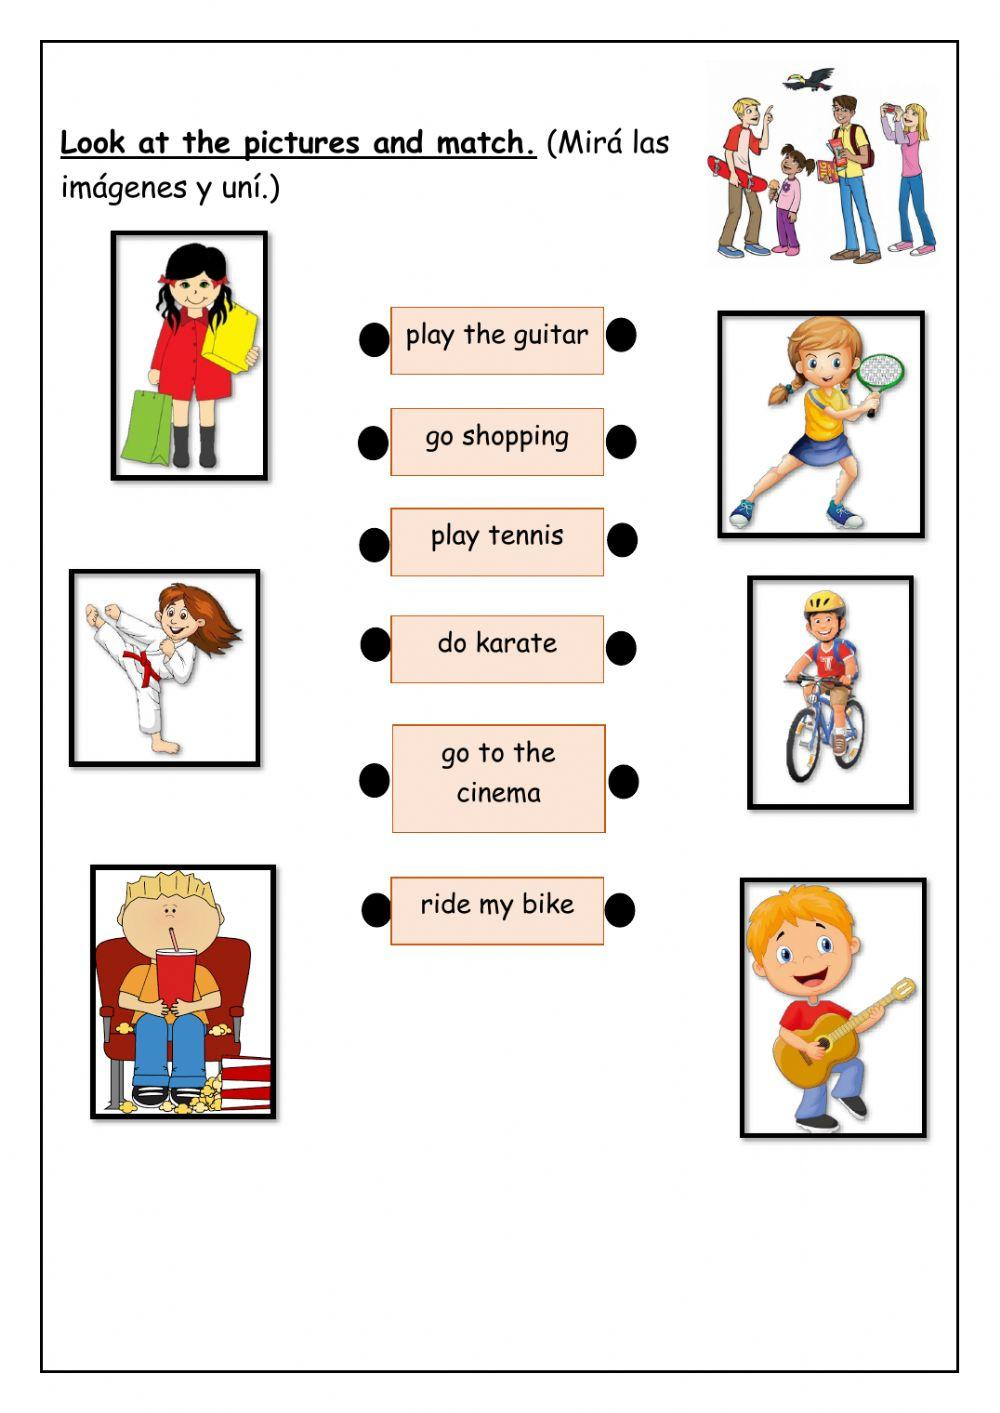 Look at the pictures and match. (Mirá las
imágenes y uní.)
play the guitar
go shopping
play tennis
do karate
go to the
cinema
ride my bike